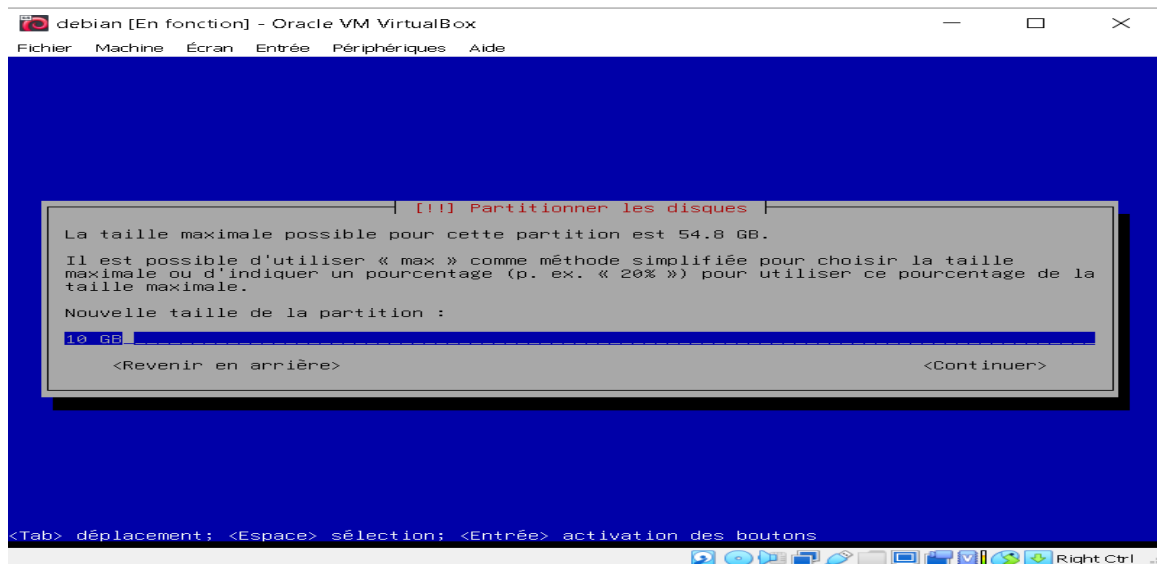 debian [En fonction] - Oracle VM VirtualBox
Fichier Machine Écran Entrée Périphériques Aide
[!!] Partitionner les disques
La taille maximale possible pour cette partition est 54.8 GB.
Il est possible d'utiliser « max » comme méthode simplifiée pour choisir la taille
maximale ou d'indiquer un pourcentage (p. ex. « 20% ») pour utiliser ce pourcentage de la
taille maximale.
Nouvelle taille de la partition :
10 GB
<Revenir en arrière> <Continuer>
<Tab> déplacement; <Espace> sélection; <Entrée> activation des boutons
Right Ctrl